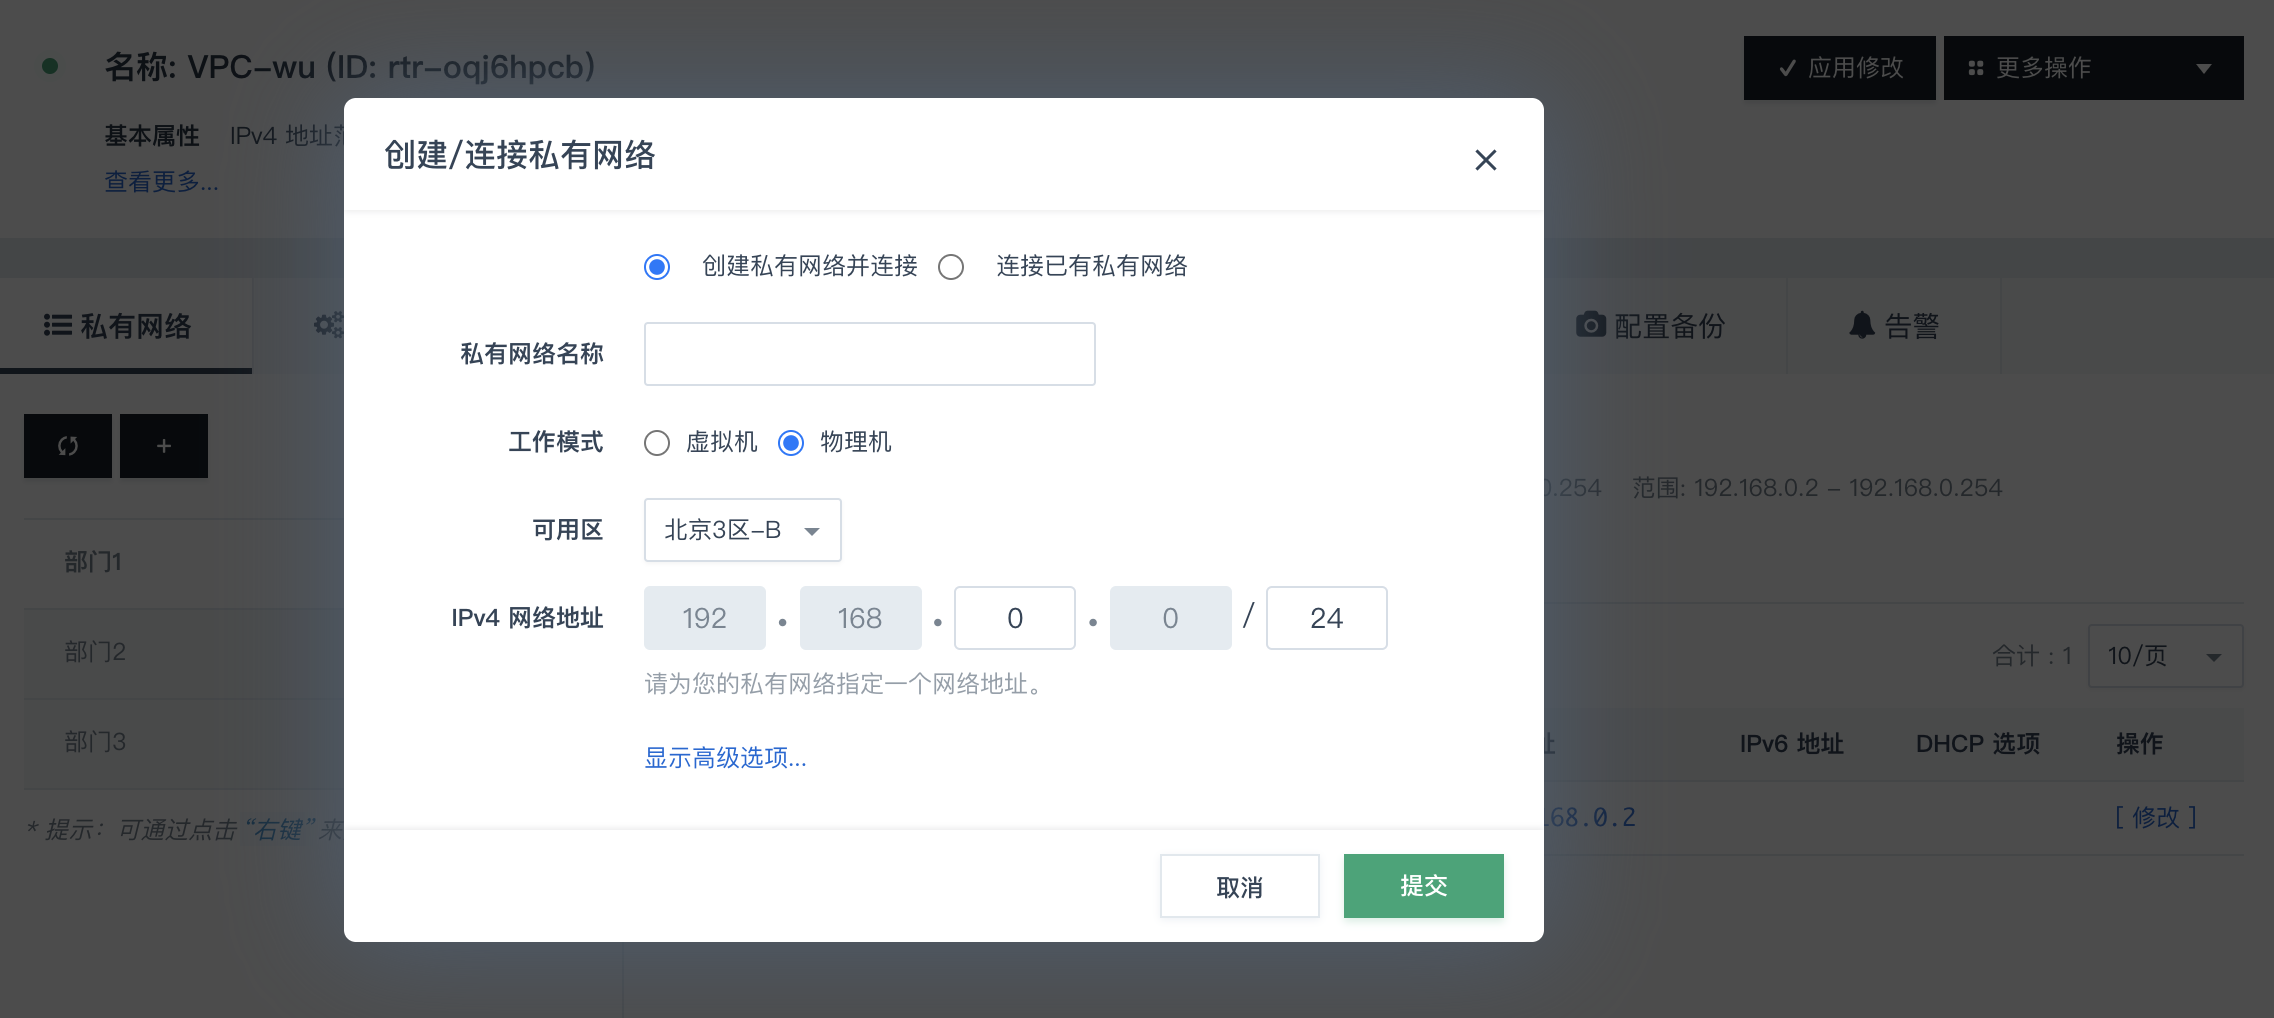 名称: VPC-wu (ID: rtr-oqj6hpcb)
✓ 应用修改
更多操作
基本属性 IPv4 地址
查看更多...
创建/连接私有网络
创建私有网络并连接
连接已有私有网络
私有网络
配置备份
告警
私有网络名称
工作模式
虚拟机
物理机
+
.254 范围: 192.168.0.2 - 192.168.0.254
可用区
北京3区-B
部门1
IPv4 网络地址
192 . 168 . 0 . 0 / 24
部门2
合计 : 1
10/页
请为您的私有网络指定一个网络地址。
部门3
显示高级选项...
IPv6 地址
DHCP 选项
操作
* 提示：可通过点击“右键”来
68.0.2
[ 修改 ]
取消
提交